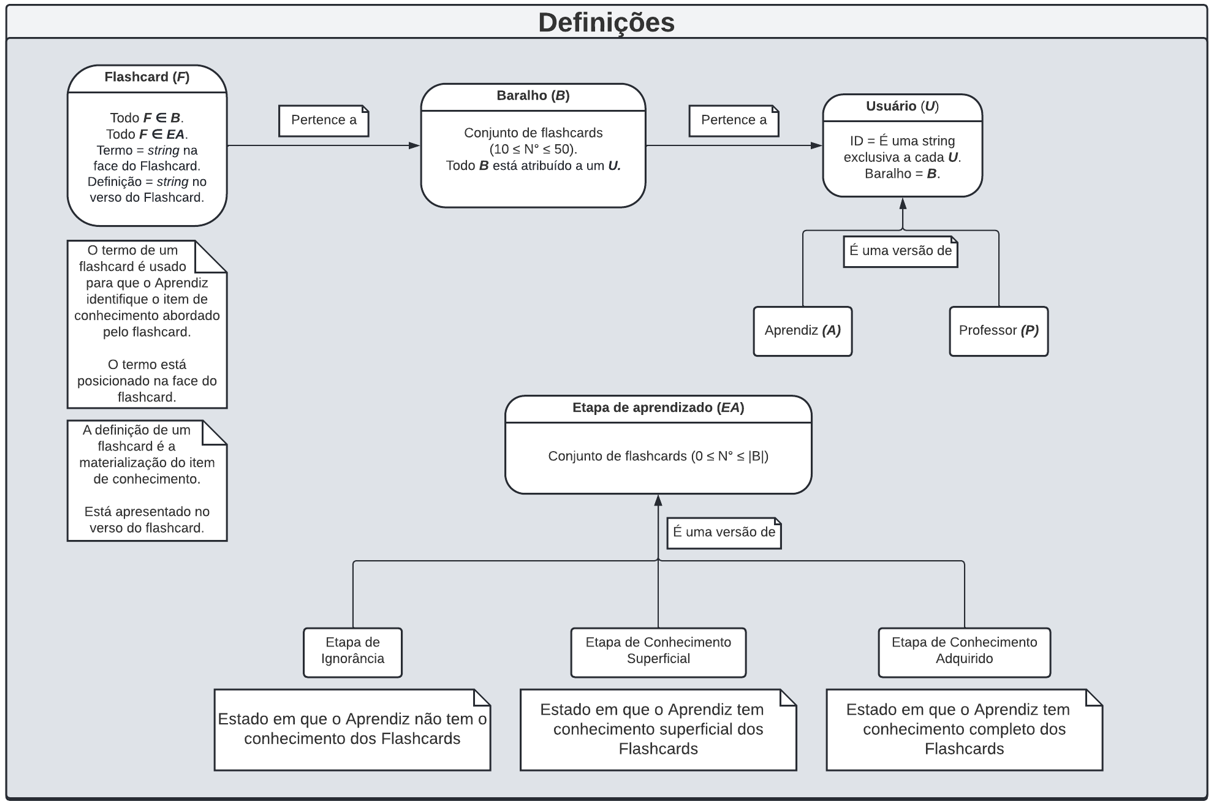 Definições
Flashcard (F)
Todo F ∈ B.
Todo F ∈ EA.
Termo = string na
face do Flashcard.
Definição = string no
verso do Flashcard.
Pertence a
Baralho (B)
Conjunto de flashcards
(10 ≤ N° ≤ 50).
Todo B está atribuído a um U.
Pertence a
Usuário (U)
ID = É uma string
exclusiva a cada U.
Baralho = B.
É uma versão de
Aprendiz (A)
Professor (P)
O termo de um
flashcard é usado
para que o Aprendiz
identifique o item de
conhecimento abordado
pelo flashcard.
O termo está
posicionado na face do
flashcard.
A definição de um
flashcard é a
materialização do item
de conhecimento.
Está apresentado no
verso do flashcard.
Etapa de aprendizado (EA)
Conjunto de flashcards (0 ≤ N° ≤ |B|)
É uma versão de
Etapa de
Ignorância
Etapa de Conhecimento
Superficial
Etapa de Conhecimento
Adquirido
Estado em que o Aprendiz não tem o
conhecimento dos Flashcards
Estado em que o Aprendiz tem
conhecimento superficial dos
Flashcards
Estado em que o Aprendiz tem
conhecimento completo dos
Flashcards